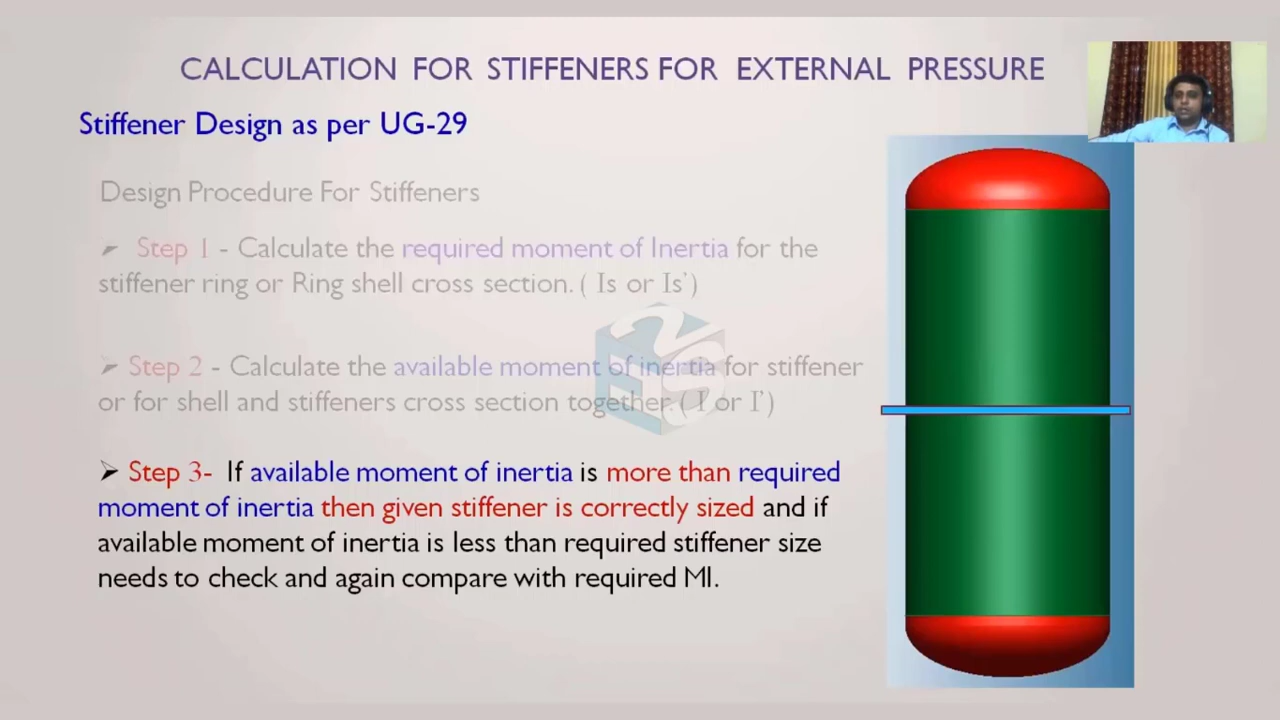 CALCULATION FOR STIFFENERS FOR EXTERNAL PRESSURE
Stiffener Design as per UG-29
Design Procedure For Stiffeners
➢ Step 1 - Calculate the required moment of Inertia for the
stiffener ring or Ring shell cross section. ( Is or Is’)
➢ Step 2 - Calculate the available moment of inertia for stiffener
or for shell and stiffeners cross section together ( I or I’)
➢ Step 3- If available moment of inertia is more than required
moment of inertia then given stiffener is correctly sized and if
available moment of inertia is less than required stiffener size
needs to check and again compare with required MI.